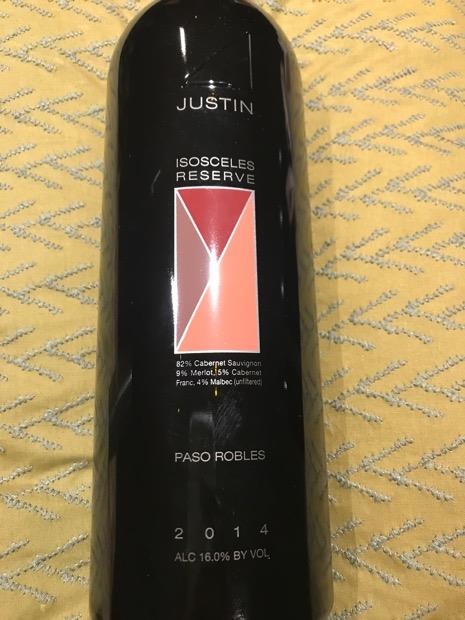 JUSTIN
ISOSCELES
RESERVE
82% Cabernet Sauvignon
9% Merlot, 5% Cabernet
Franc, 4% Malbec (unfiltered)
PASO ROBLES
2014
ALC 16.0% BY VOL.